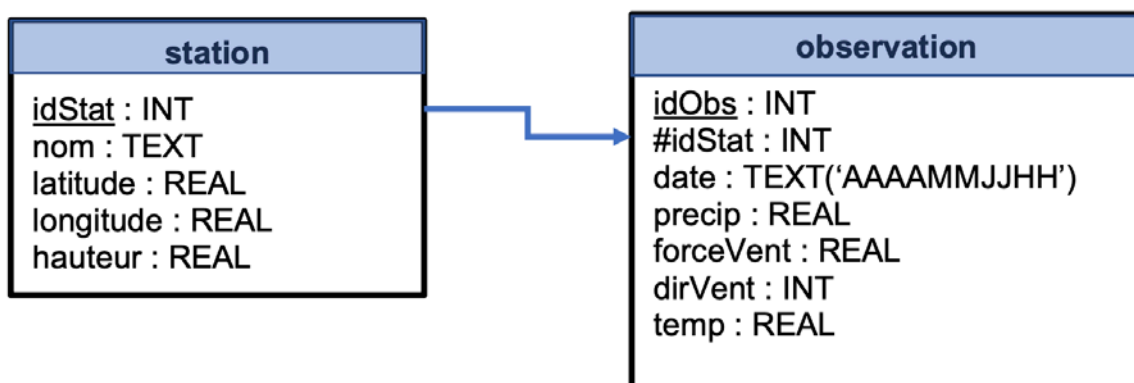 station
idStat : INT
nom : TEXT
latitude : REAL
longitude : REAL
hauteur : REAL
observation
idObs : INT
#idStat : INT
date : TEXT(‘AAAAMMJJHH’)
precip : REAL
forceVent : REAL
dirVent : INT
temp : REAL